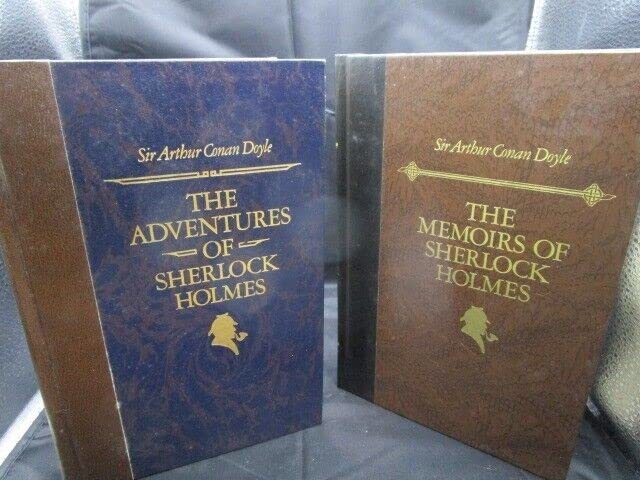 Sir Arthur Conan Doyle
THE
ADVENTURES
OF
SHERLOCK
HOLMES
Sir Arthur Conan Doyle
THE
MEMOIRS OF
SHERLOCK
HOLMES